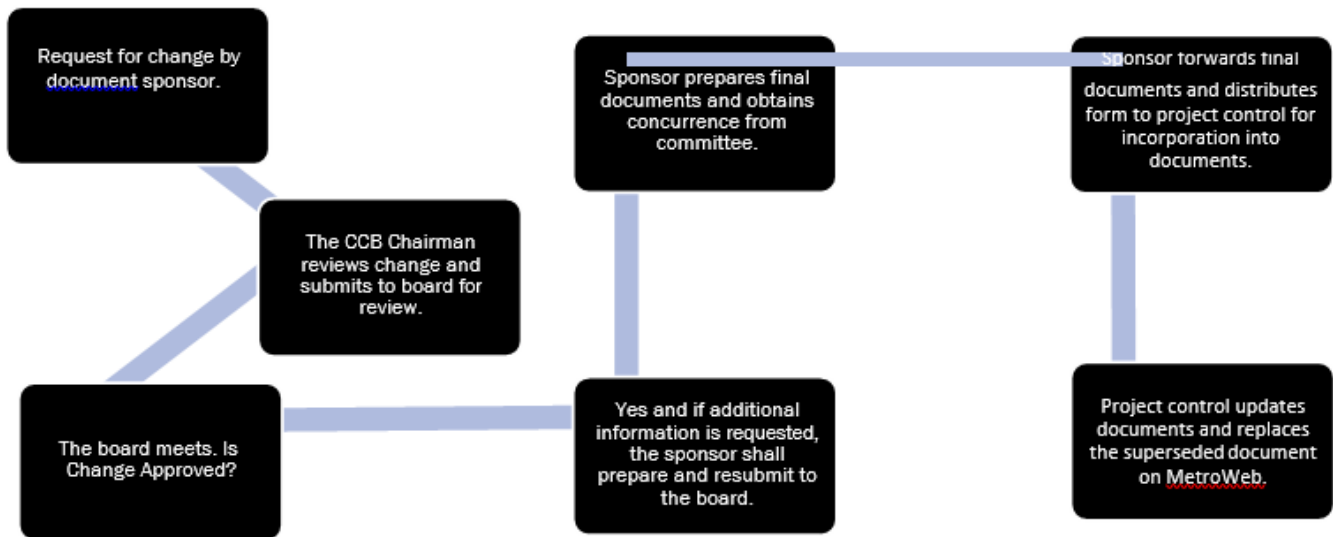 Request for change by
document sponsor.
The CCB Chairman
reviews change and
submits to board for
review.
The board meets. Is
Change Approved?
Yes and if additional
information is requested,
the sponsor shall
prepare and resubmit to
the board.
Sponsor prepares final
documents and obtains
concurrence from
committee.
Sponsor forwards final
documents and distributes
form to project control for
incorporation into
documents.
Project control updates
documents and replaces
the superseded document
on MetroWeb.